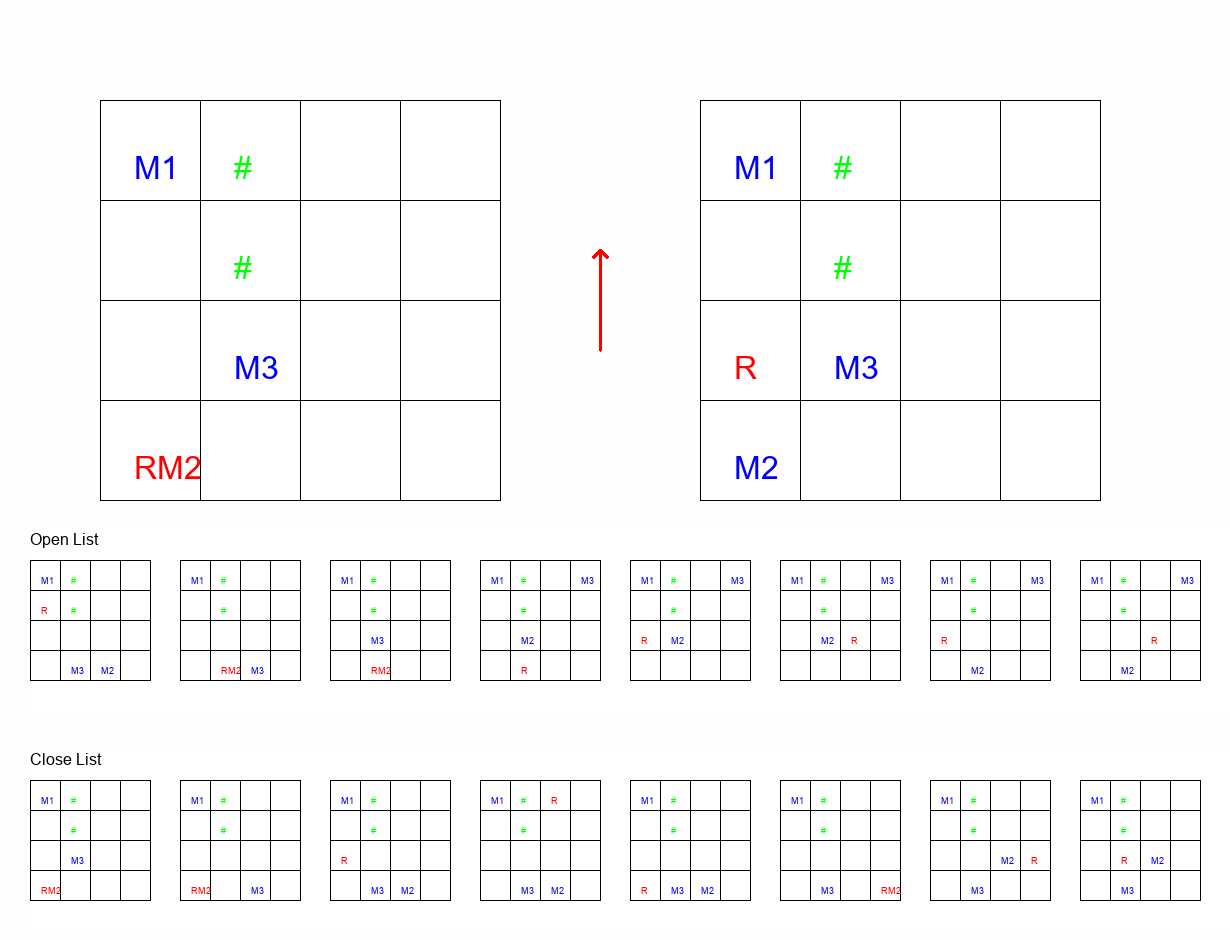 M1 # M1 #
# #
M3 R M3
RM2 M2
Open List
M1 # M1 # M1 # M1 # M3 M1 # M3 M1 # M3 M1 # M3 M1 # M3
R # # # # # # # #
M3 M2 R M2 M2 R R R
M3 M2 RM2 M3 RM2 R M2 M2
Close List
M1 # M1 # M1 # M1 # R M1 # M1 # M1 # M1 #
# # # # # # # #
M3 R M2 R R M2
RM2 RM2 M3 M3 M2 M3 M2 R M3 M2 M3 RM2 M3 M3